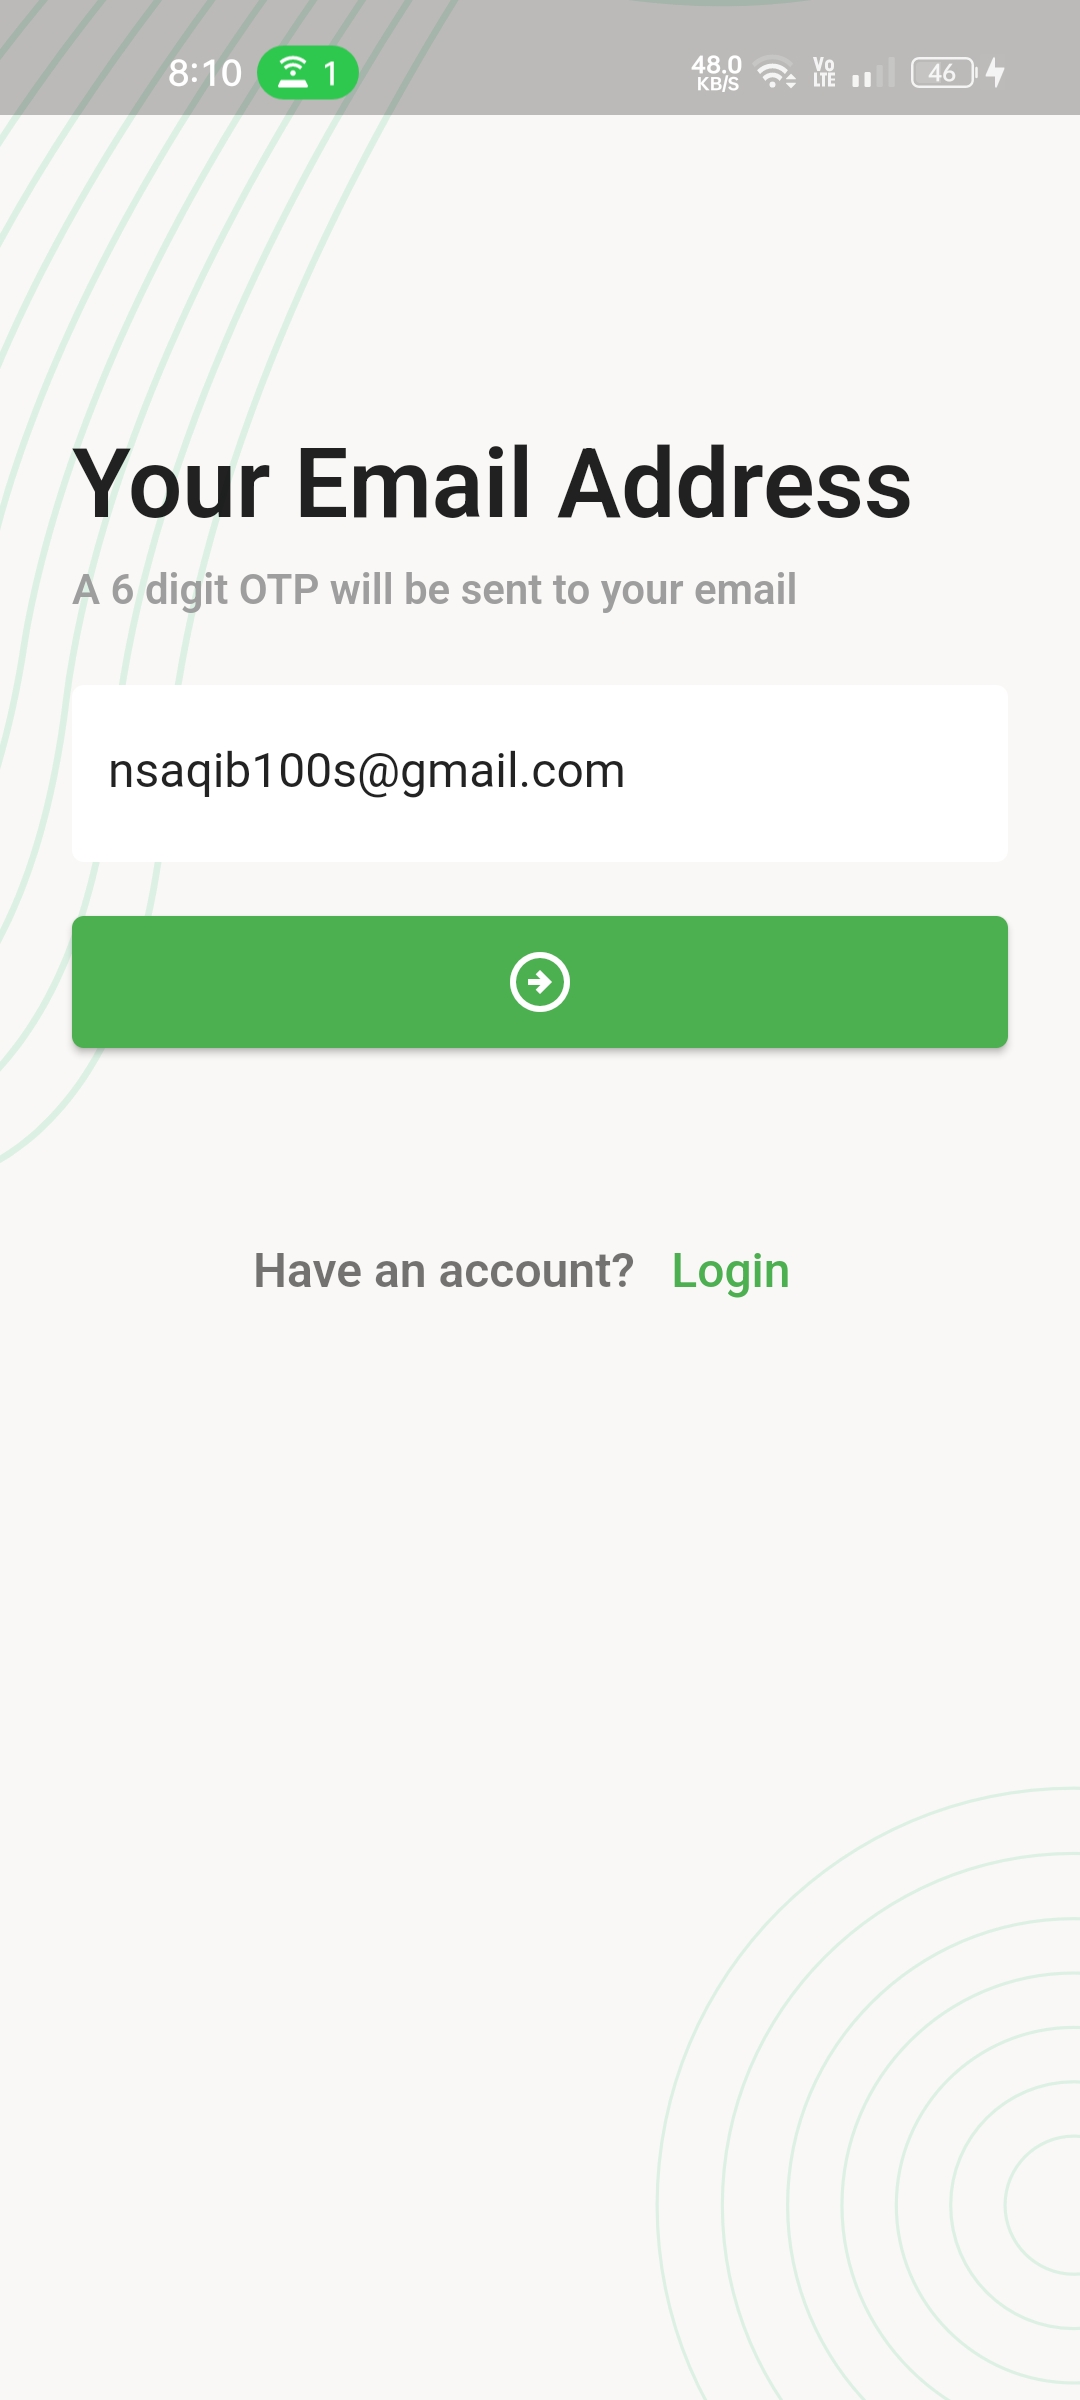 8:10 1 48.0 KB/S Vo LTE 46
Your Email Address
A 6 digit OTP will be sent to your email
nsaqib100s@gmail.com
Have an account? Login